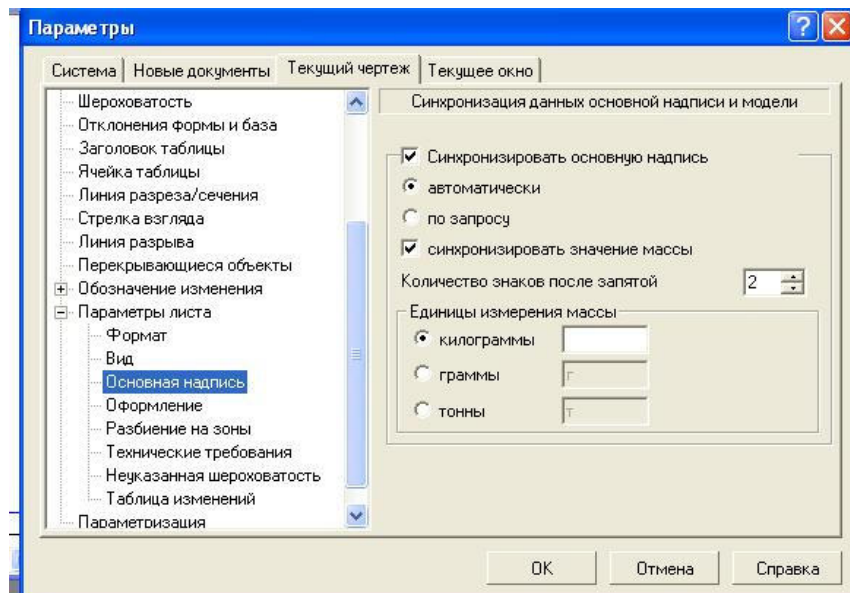 Параметры
Система
Новые документы
Текущий чертеж
Текущее окно
Шероховатость
Отклонения формы и база
Заголовок таблицы
Ячейка таблицы
Линия разреза/сечения
Стрелка взгляда
Линия разрыва
Перекрывающиеся объекты
Обозначение изменения
Параметры листа
Формат
Вид
Основная надпись
Оформление
Разбиение на зоны
Технические требования
Неуказанная шероховатость
Таблица изменений
Параметризация
Синхронизация данных основной надписи и модели
Синхронизировать основную надпись
автоматически
по запросу
синхронизировать значение массы
Количество знаков после запятой 2
Единицы измерения массы
килограммы
граммы г
тонны т
OK
Отмена
Справка